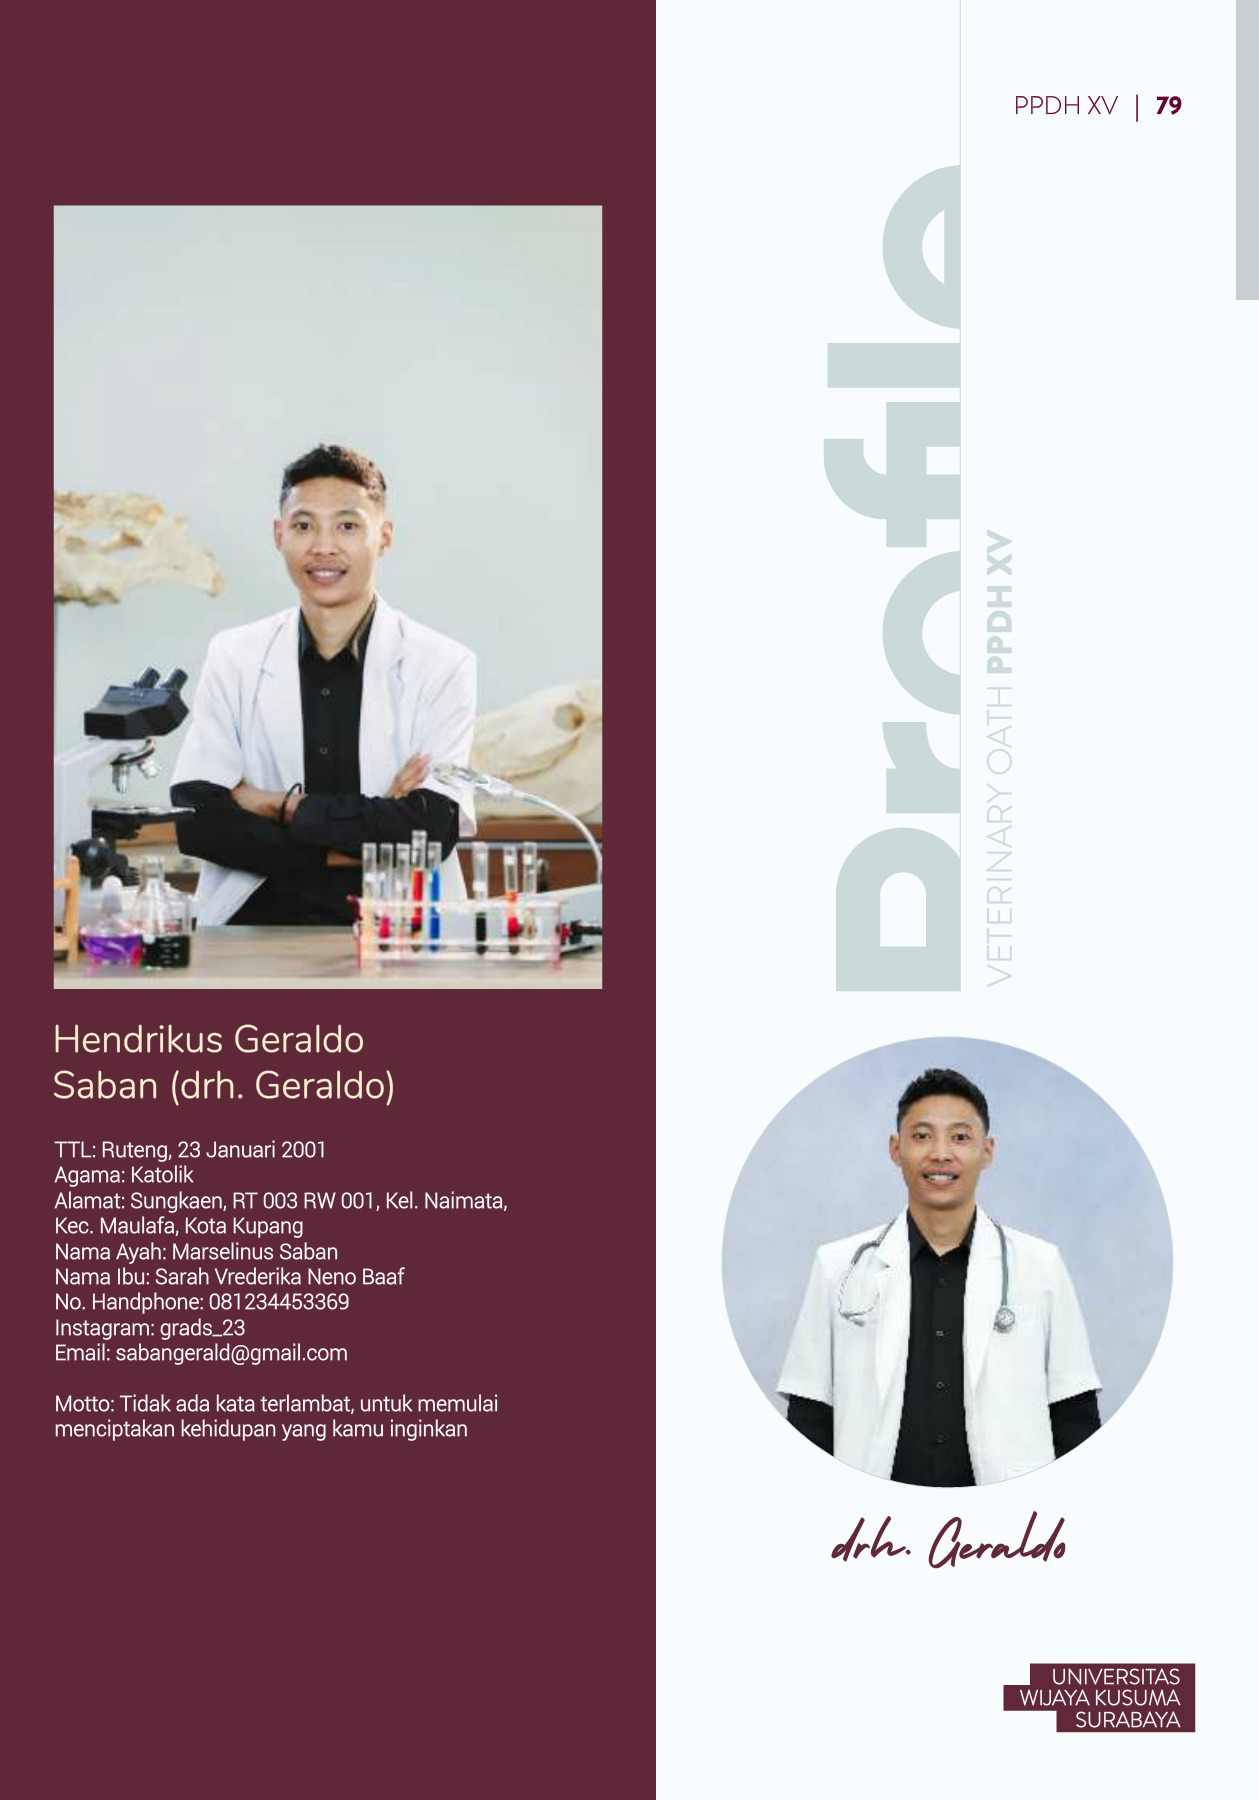 PPDH XV | 79
Profile
VETERINARY OATH PPDH XV
Hendrikus Geraldo
Saban (drh. Geraldo)
TTL: Ruteng, 23 Januari 2001
Agama: Katolik
Alamat: Sungkaen, RT 003 RW 001, Kel. Naimata,
Kec. Maulafa, Kota Kupang
Nama Ayah: Marselinus Saban
Nama Ibu: Sarah Vrederika Neno Baaf
No. Handphone: 081234453369
Instagram: grads_23
Email: sabangerald@gmail.com
Motto: Tidak ada kata terlambat, untuk memulai
menciptakan kehidupan yang kamu inginkan
drh. Geraldo
UNIVERSITAS
WIJAYA KUSUMA
SURABAYA